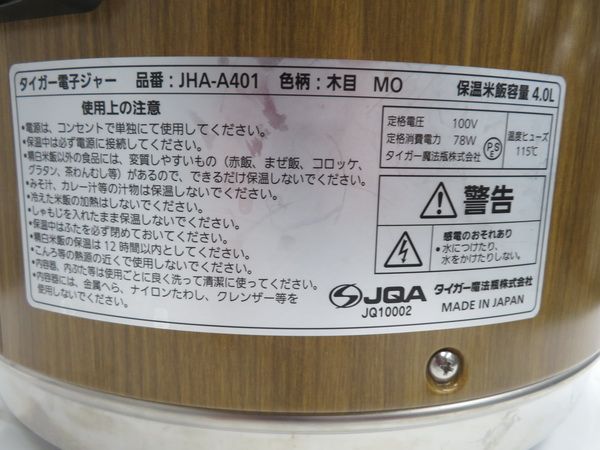 タイガー電子ジャー 品番：JHA-A401 色柄：木目 MO 保温米飯容量 4.0L
使用上の注意
•電源は、コンセントで単独にて使用してください。
•保温中は必ず電源に接続してください。
•精白米飯以外の食品には、変質しやすいもの（赤飯、まぜ飯、コロッケ、
グラタン、茶わんむし等）があるので、できるだけ保温しないでください。
•みそ汁、カレー汁等の汁物は保温しないでください。
•冷えた米飯の加熱はしないでください。
•しゃもじを入れたまま保温しないでください。
•保温中はふたを必ず閉めておいてください。
•精白米飯の保温は12時間以内としてください。
•こんろ等の熱源の近くで使用しないでください。
•内容器、内ぶた等は使用ごとに良く洗って清潔に使ってください。
•内容器には、金属へら、ナイロンたわし、クレンザー等を
使用しないでください。
定格電圧 100V
定格消費電力 78W
タイガー魔法瓶株式会社
PSE
温度ヒューズ
115℃
警告
感電のおそれあり
•水につけたり、
水をかけたりしない。
JQA
JQ10002
タイガー魔法瓶株式会社
MADE IN JAPAN